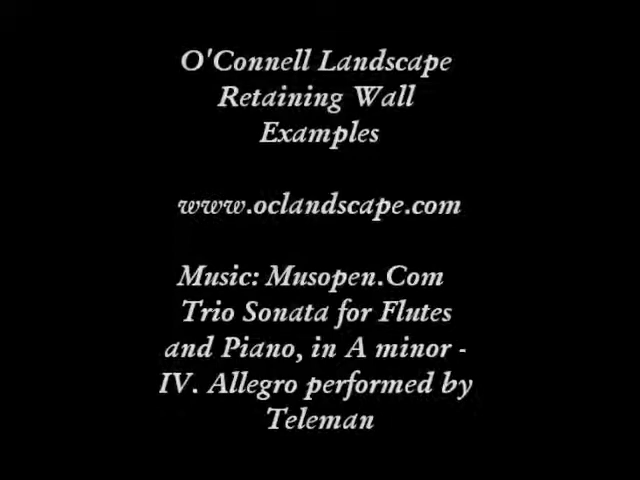 O'Connell Landscape
Retaining Wall
Examples
www.oclandscape.com
Music: Musopen.Com
Trio Sonata for Flutes
and Piano, in A minor -
IV. Allegro performed by
Teleman